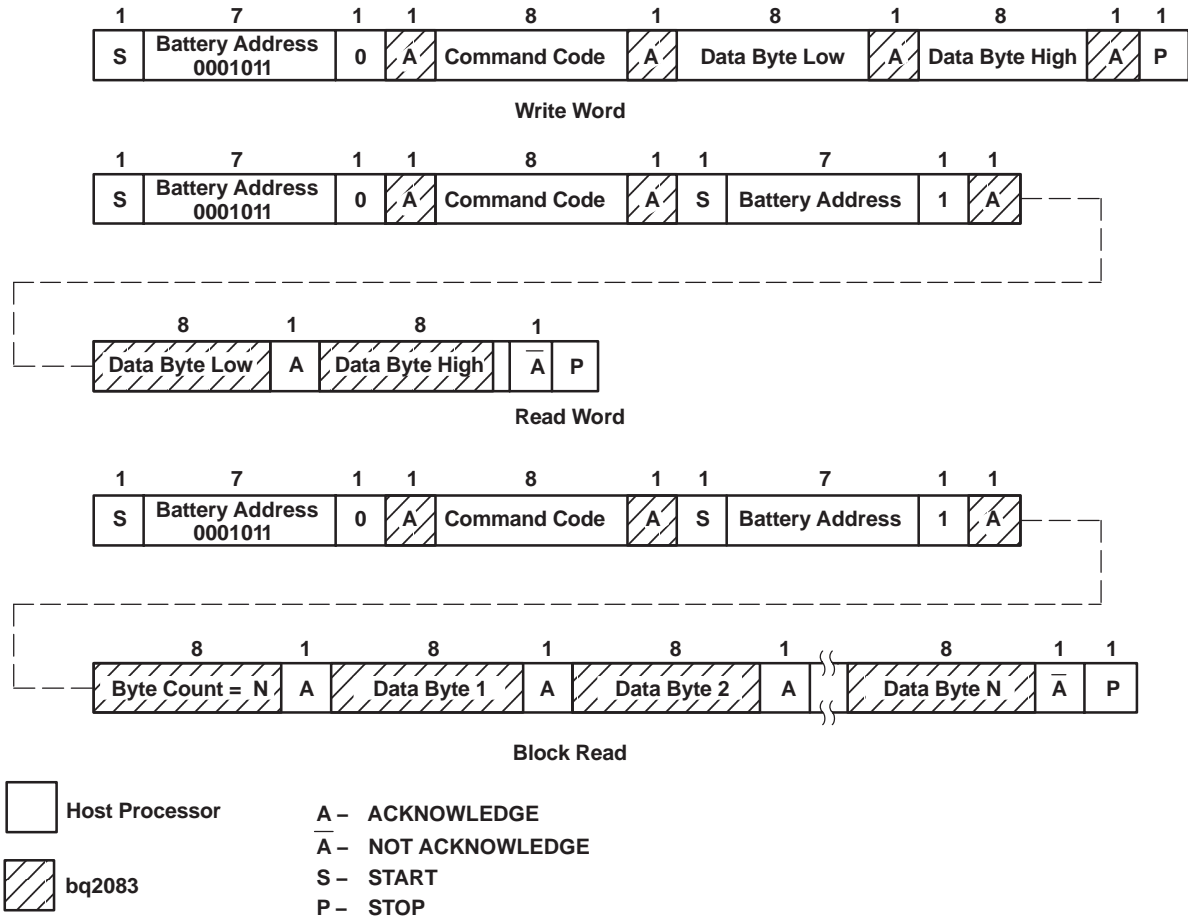 1 7 1 1 8 1 8 1 8 1 1
S Battery Address 0 A Command Code A Data Byte Low A Data Byte High A P
0001011
Write Word
1 7 1 1 8 1 1 7 1 1
S Battery Address 0 A Command Code A S Battery Address 1 A
0001011
8 1 8 1
Data Byte Low A Data Byte High A̅ P
Read Word
1 7 1 1 8 1 1 7 1 1
S Battery Address 0 A Command Code A S Battery Address 1 A
0001011
8 1 8 1 8 1 8 1 1
Byte Count = N A Data Byte 1 A Data Byte 2 A Data Byte N A̅ P
Block Read
Host Processor
bq2083
A – ACKNOWLEDGE
A̅ – NOT ACKNOWLEDGE
S – START
P – STOP